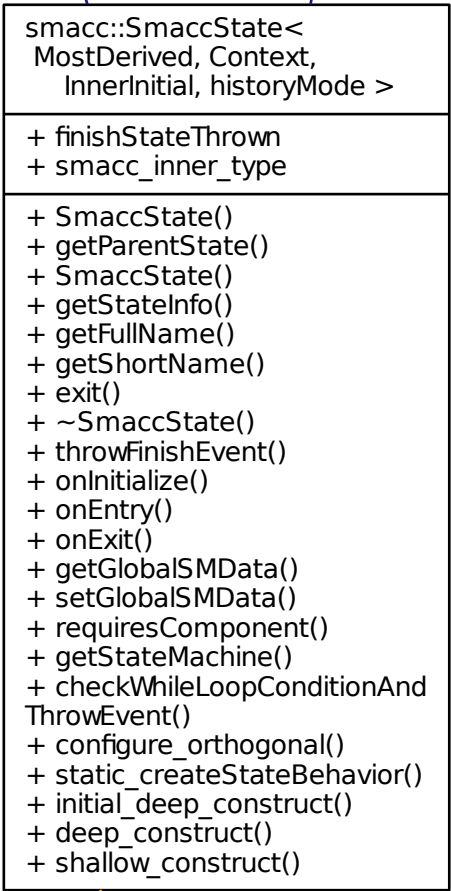 smacc::SmaccState<
MostDerived, Context,
InnerInitial, historyMode >
+ finishStateThrown
+ smacc_inner_type
+ SmaccState()
+ getParentState()
+ SmaccState()
+ getStateInfo()
+ getFullName()
+ getShortName()
+ exit()
+ ~SmaccState()
+ throwFinishEvent()
+ onInitialize()
+ onEntry()
+ onExit()
+ getGlobalSMData()
+ setGlobalSMData()
+ requiresComponent()
+ getStateMachine()
+ checkWhileLoopConditionAnd
ThrowEvent()
+ configure_orthogonal()
+ static_createStateBehavior()
+ initial_deep_construct()
+ deep_construct()
+ shallow_construct()